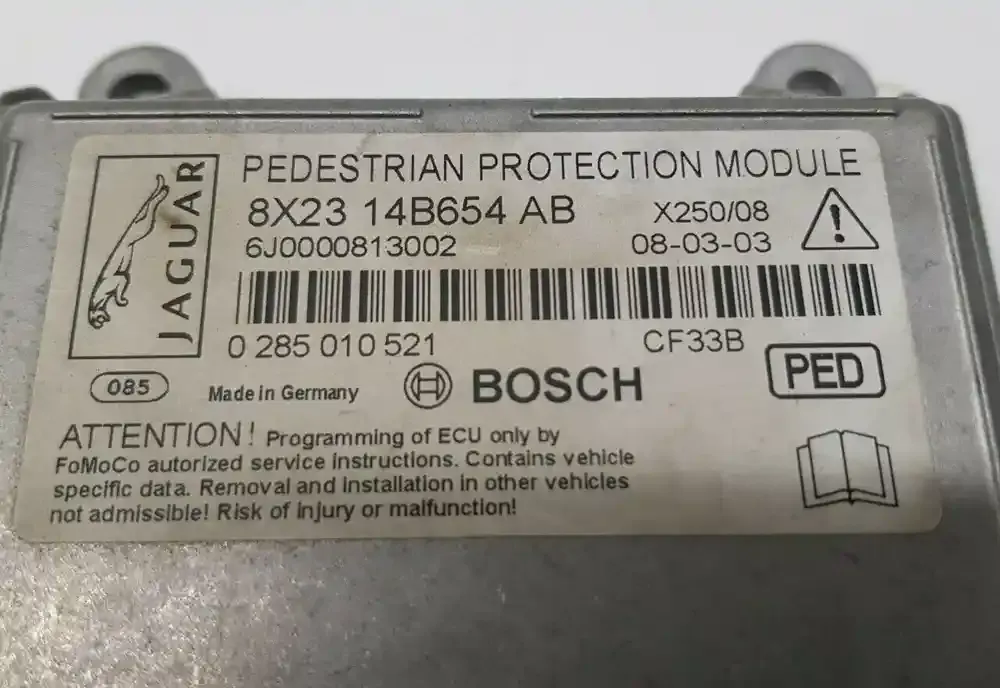 JAGUAR
PEDESTRIAN PROTECTION MODULE
8X23 14B654 AB
X250/08
6J0000813002
08-03-03
0 285 010 521
CF33B
085
Made in Germany
BOSCH
PED
ATTENTION! Programming of ECU only by
FoMoCo autorized service instructions. Contains vehicle
specific data. Removal and installation in other vehicles
not admissible! Risk of injury or malfunction!